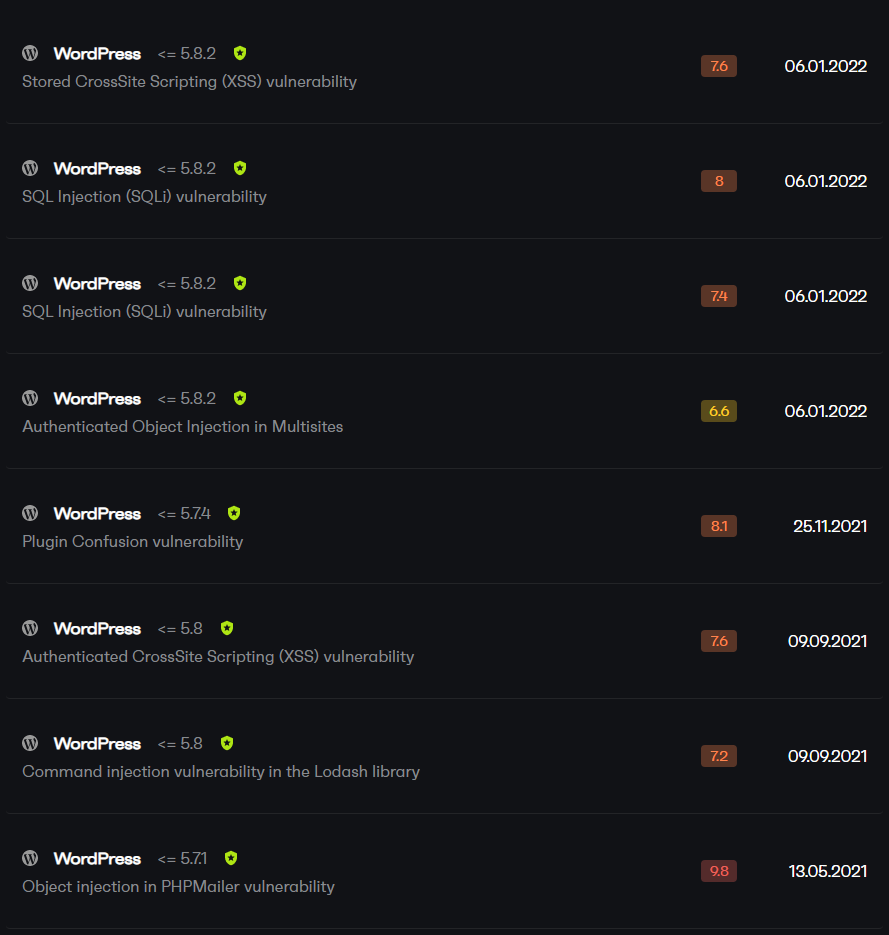 WordPress <= 5.8.2
Stored CrossSite Scripting (XSS) vulnerability
7.6 06.01.2022
WordPress <= 5.8.2
SQL Injection (SQLi) vulnerability
8 06.01.2022
WordPress <= 5.8.2
SQL Injection (SQLi) vulnerability
7.4 06.01.2022
WordPress <= 5.8.2
Authenticated Object Injection in Multisites
6.6 06.01.2022
WordPress <= 5.7.4
Plugin Confusion vulnerability
8.1 25.11.2021
WordPress <= 5.8
Authenticated CrossSite Scripting (XSS) vulnerability
7.6 09.09.2021
WordPress <= 5.8
Command injection vulnerability in the Lodash library
7.2 09.09.2021
WordPress <= 5.7.1
Object injection in PHPMailer vulnerability
9.8 13.05.2021